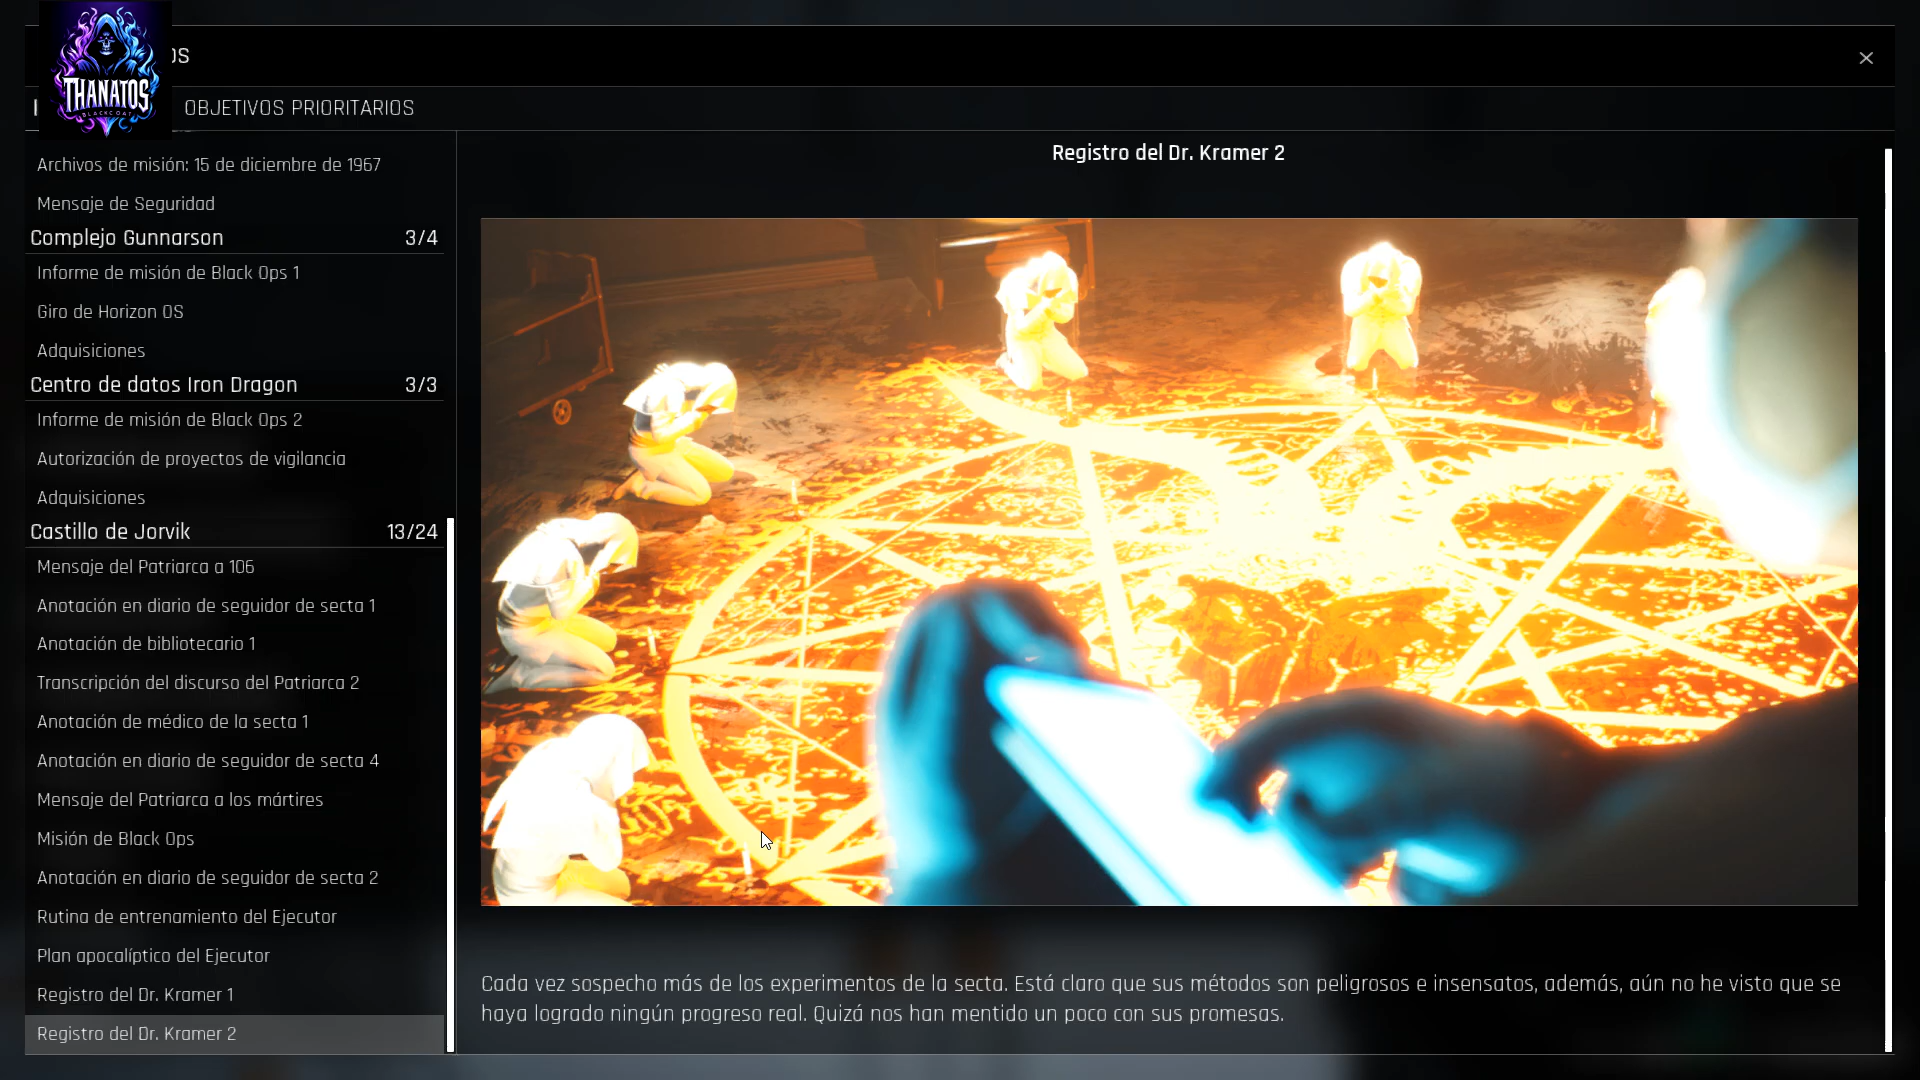 THANATOS
BLACKCOAT
OS
OBJETIVOS PRIORITARIOS
Archivos de misión: 15 de diciembre de 1967
Mensaje de Seguridad
Complejo Gunnarson 3/4
Informe de misión de Black Ops 1
Giro de Horizon OS
Adquisiciones
Centro de datos Iron Dragon 3/3
Informe de misión de Black Ops 2
Autorización de proyectos de vigilancia
Adquisiciones
Castillo de Jorvik 13/24
Mensaje del Patriarca a 106
Anotación en diario de seguidor de secta 1
Anotación de bibliotecario 1
Transcripción del discurso del Patriarca 2
Anotación de médico de la secta 1
Anotación en diario de seguidor de secta 4
Mensaje del Patriarca a los mártires
Misión de Black Ops
Anotación en diario de seguidor de secta 2
Rutina de entrenamiento del Ejecutor
Plan apocalíptico del Ejecutor
Registro del Dr. Kramer 1
Registro del Dr. Kramer 2
Registro del Dr. Kramer 2
Cada vez sospecho más de los experimentos de la secta. Está claro que sus métodos son peligrosos e insensatos, además, aún no he visto que se
haya logrado ningún progreso real. Quizá nos han mentido un poco con sus promesas.